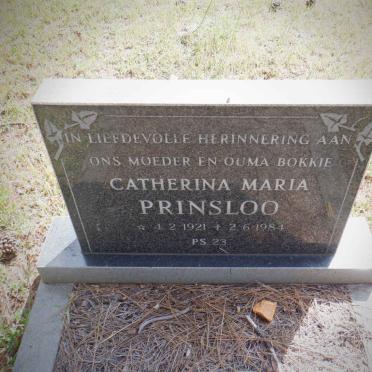 IN LIEFDEVOLLE HERINNERING AAN
ONS MOEDER EN OUMA BOKKIE
CATHERINA MARIA
PRINSLOO
☆ 4.2.1921 + 2.6.1984
PS. 23